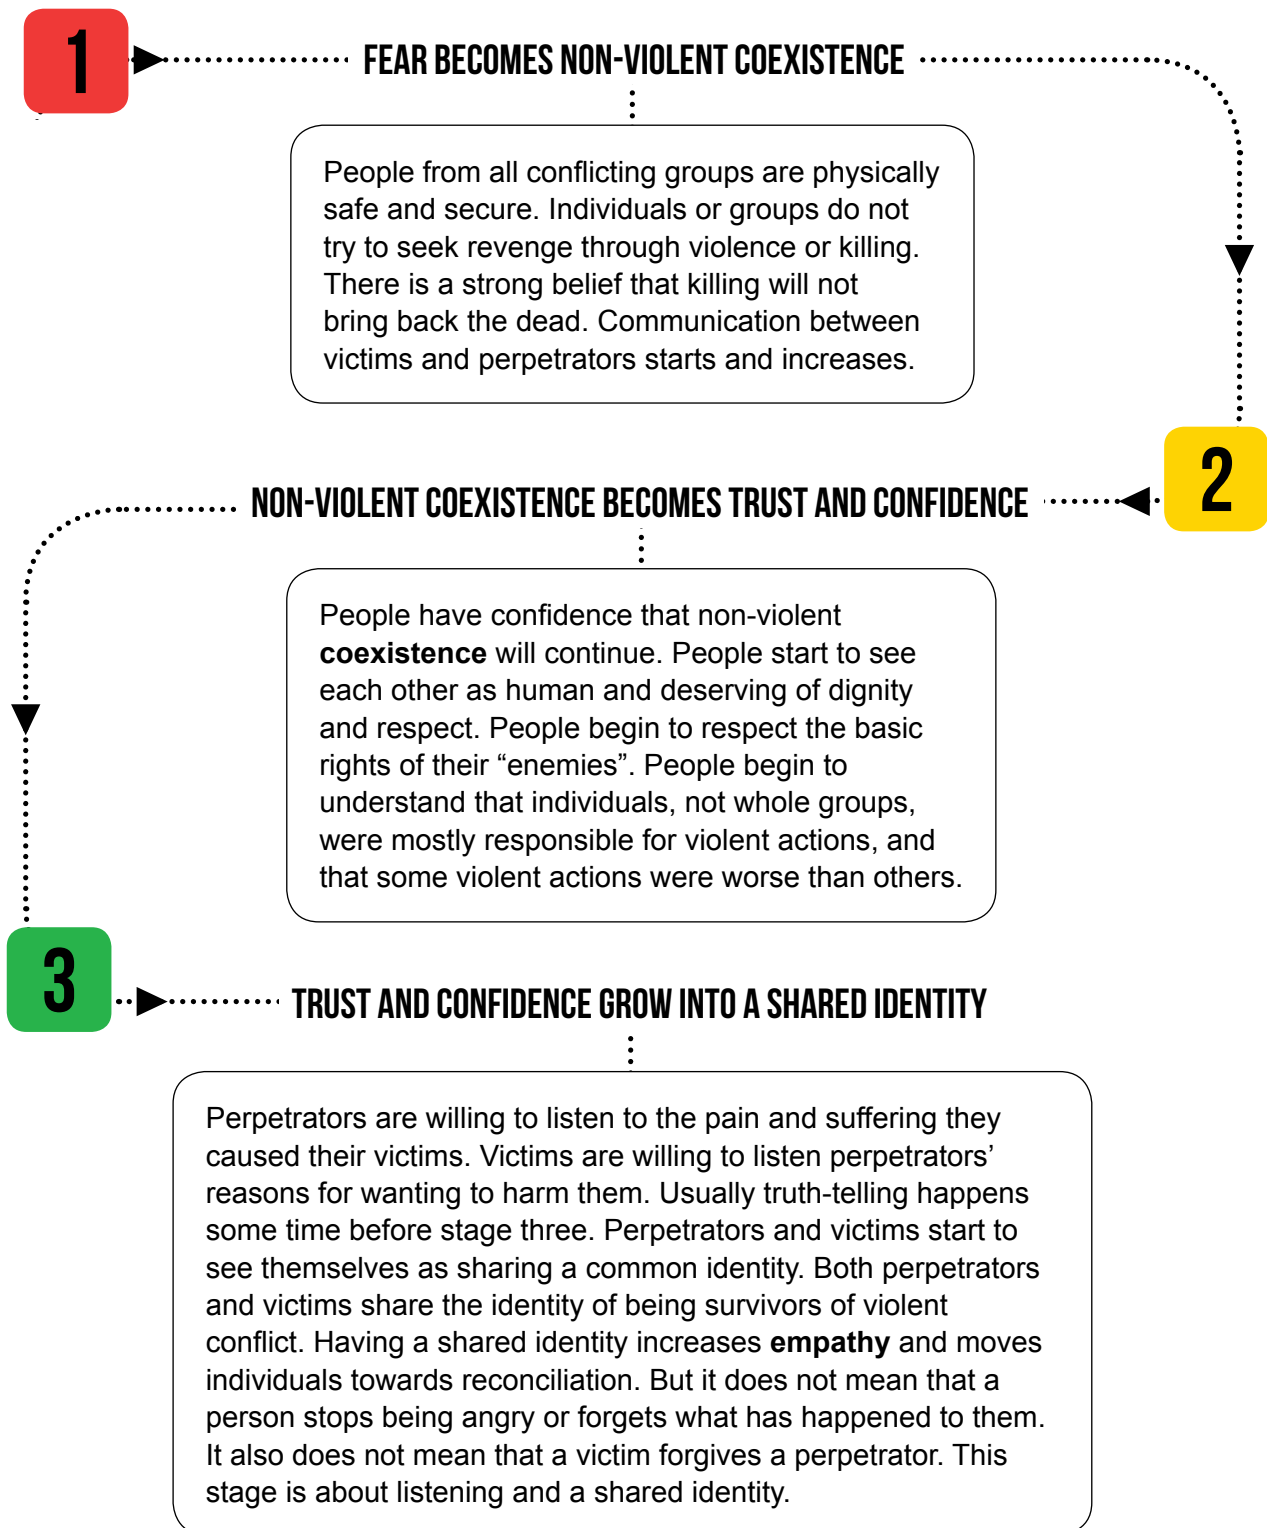 1
FEAR BECOMES NON-VIOLENT COEXISTENCE
People from all conflicting groups are physically
safe and secure. Individuals or groups do not
try to seek revenge through violence or killing.
There is a strong belief that killing will not
bring back the dead. Communication between
victims and perpetrators starts and increases.
2
NON-VIOLENT COEXISTENCE BECOMES TRUST AND CONFIDENCE
People have confidence that non-violent
coexistence will continue. People start to see
each other as human and deserving of dignity
and respect. People begin to respect the basic
rights of their “enemies”. People begin to
understand that individuals, not whole groups,
were mostly responsible for violent actions, and
that some violent actions were worse than others.
3
TRUST AND CONFIDENCE GROW INTO A SHARED IDENTITY
Perpetrators are willing to listen to the pain and suffering they
caused their victims. Victims are willing to listen perpetrators’
reasons for wanting to harm them. Usually truth-telling happens
some time before stage three. Perpetrators and victims start to
see themselves as sharing a common identity. Both perpetrators
and victims share the identity of being survivors of violent
conflict. Having a shared identity increases empathy and moves
individuals towards reconciliation. But it does not mean that a
person stops being angry or forgets what has happened to them.
It also does not mean that a victim forgives a perpetrator. This
stage is about listening and a shared identity.